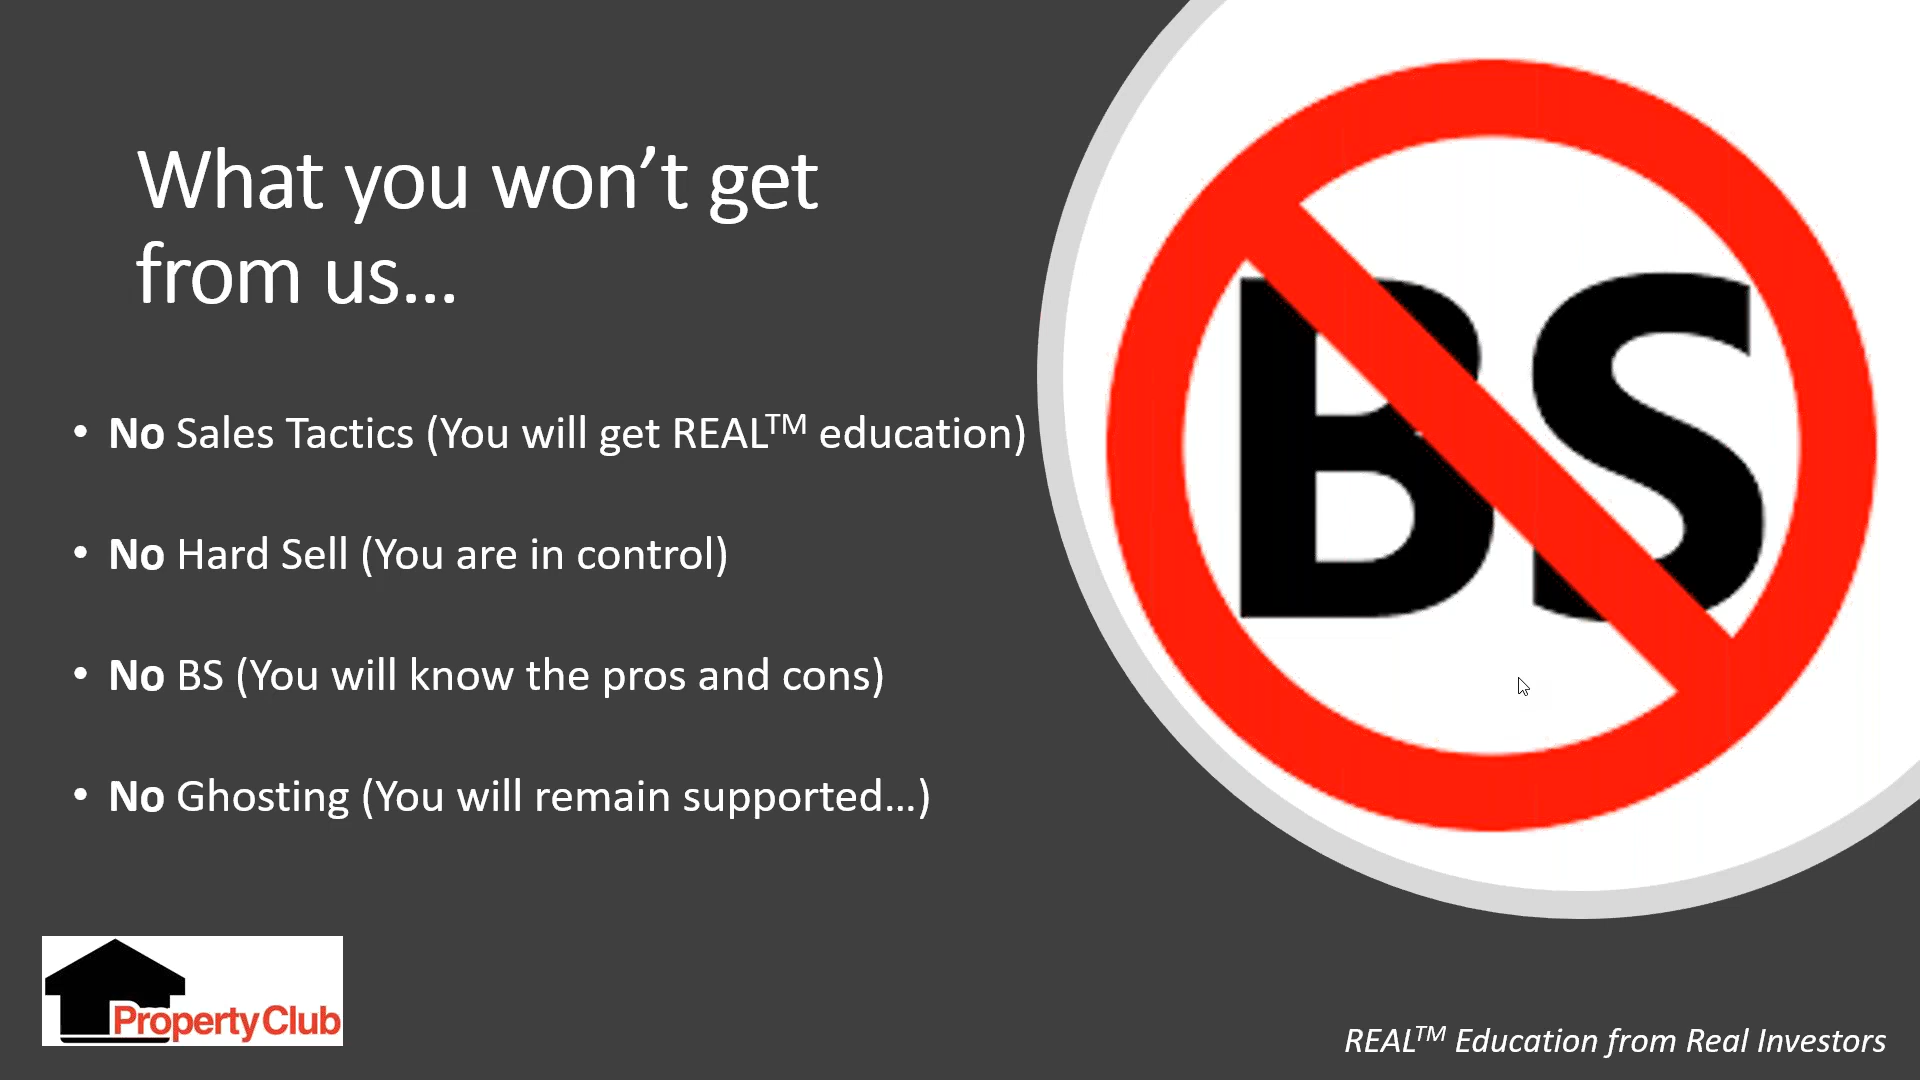 What you won’t get
from us...
• No Sales Tactics (You will get REAL™ education)
• No Hard Sell (You are in control)
• No BS (You will know the pros and cons)
• No Ghosting (You will remain supported...)
BS
Property Club
REAL™ Education from Real Investors